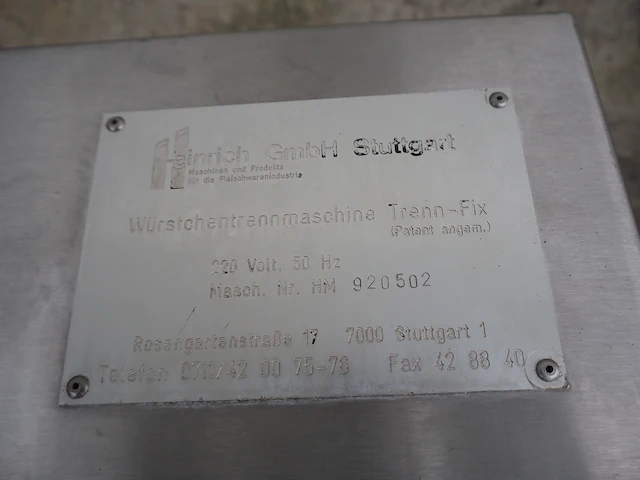 Heinrich GmbH Stuttgart
Maschinen und Produkte
für die Fleischwarenindustrie
Würstchentrennmaschine Trenn-Fix
(Patent angem.)
220 Volt, 50 Hz
Masch. Nr. HM 920502
Rosengartenstraße 17 7000 Stuttgart 1
Telefon 0711/42 00 75-76 Fax 42 88 40